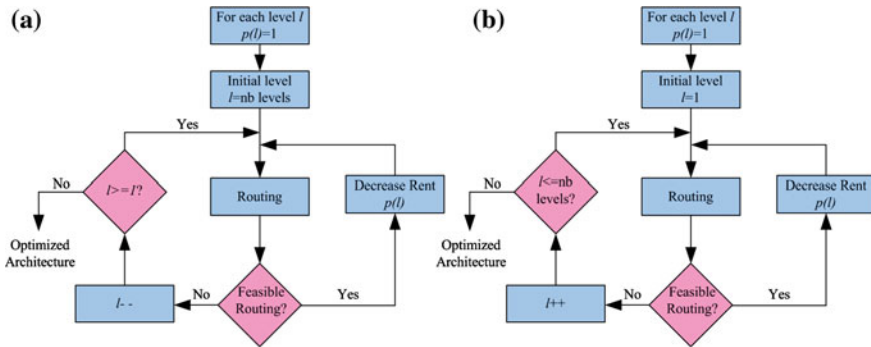 (a)
For each level l
p(l)=1
Initial level
l=nb levels
Yes
l>=1?
No
Routing
Decrease Rent
p(l)
Optimized
Architecture
l- -
No
Feasible
Routing?
Yes
(b)
For each level l
p(l)=1
Initial level
l=1
Yes
l<=nb
levels?
No
Routing
Decrease Rent
p(l)
Optimized
Architecture
l++
No
Feasible
Routing?
Yes